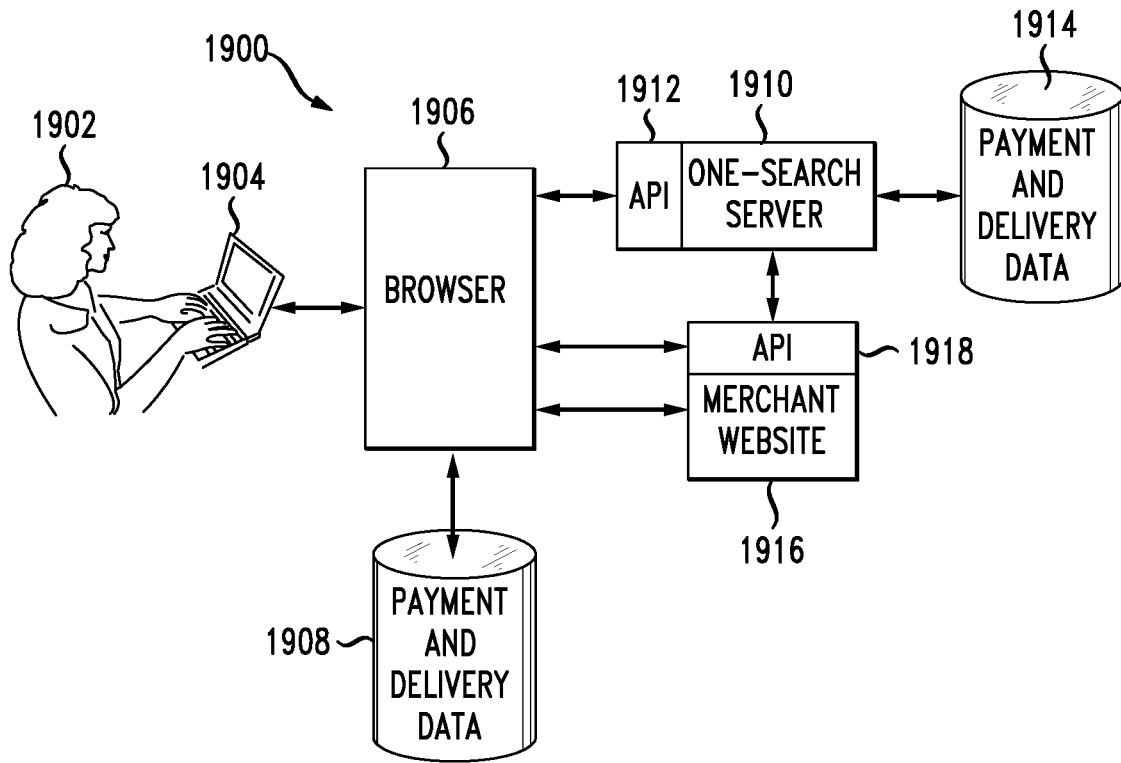 1900
1914
1912
1910
1906
1902
1904
API
ONE-SEARCH
SERVER
PAYMENT
AND
DELIVERY
DATA
BROWSER
API
1918
MERCHANT
WEBSITE
1916
1908
PAYMENT
AND
DELIVERY
DATA